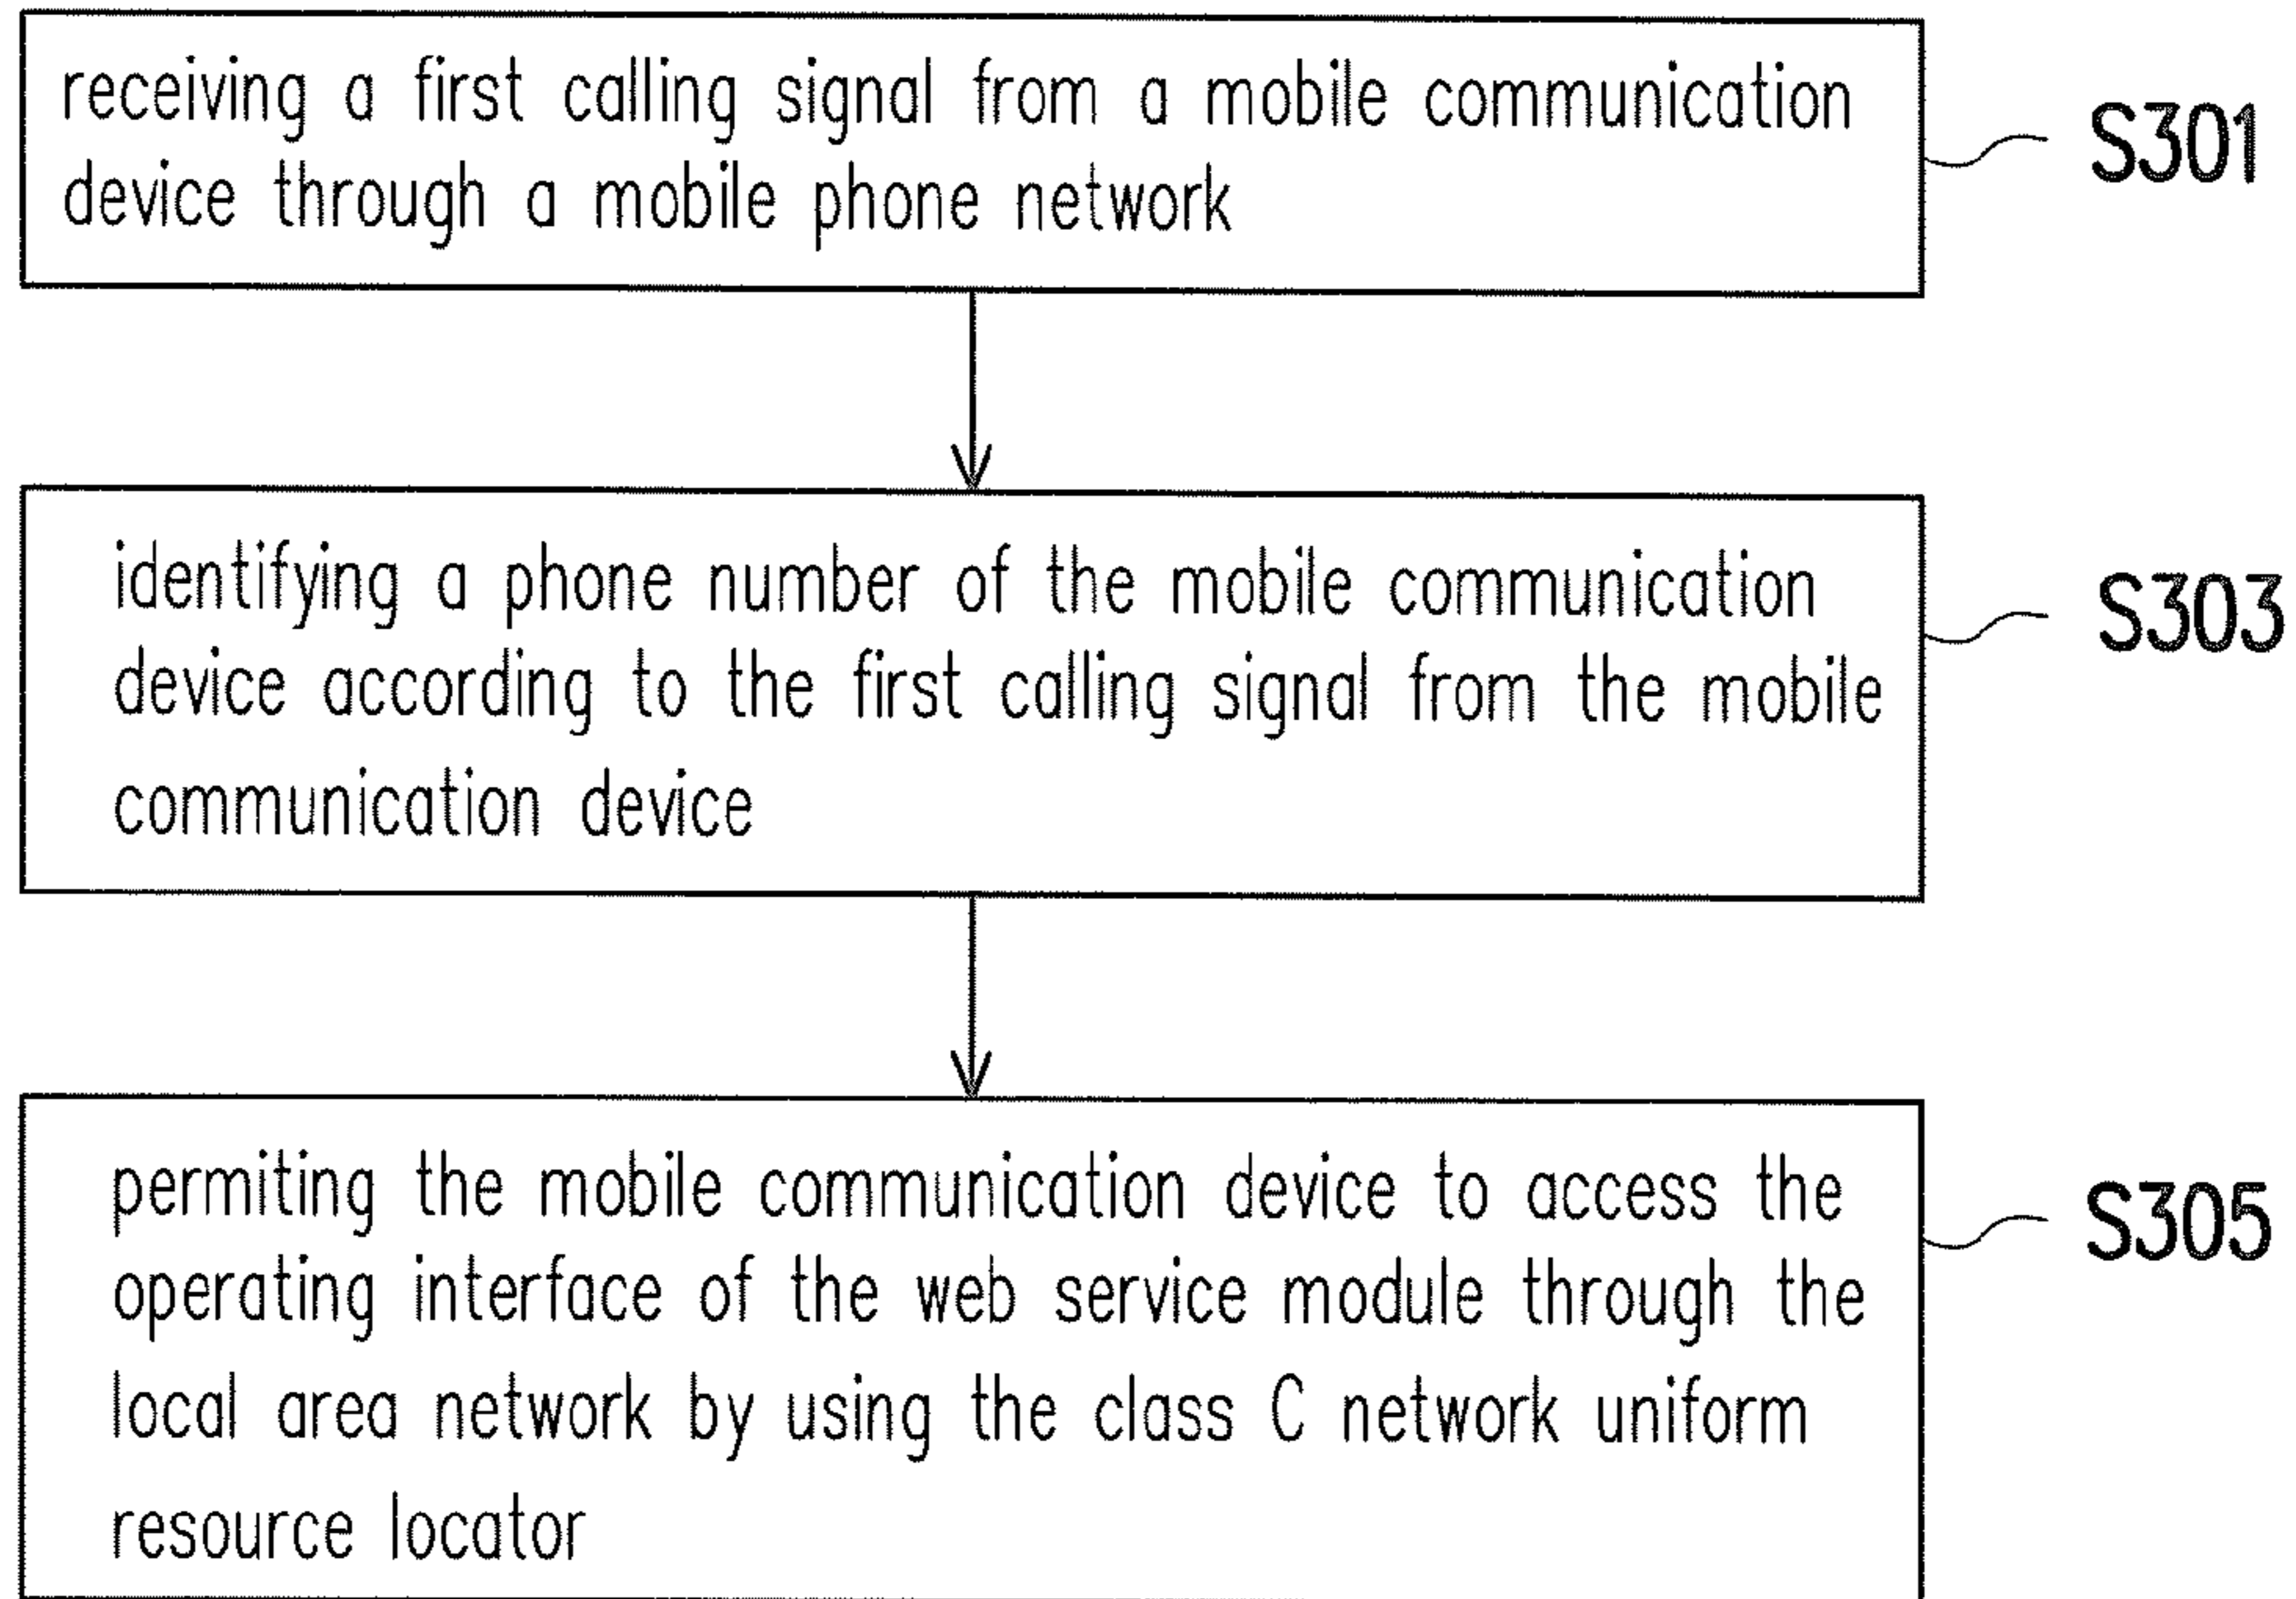 receiving a first calling signal from a mobile communication
device through a mobile phone network
S301
identifying a phone number of the mobile communication
device according to the first calling signal from the mobile
communication device
S303
permiting the mobile communication device to access the
operating interface of the web service module through the
local area network by using the class C network uniform
resource locator
S305